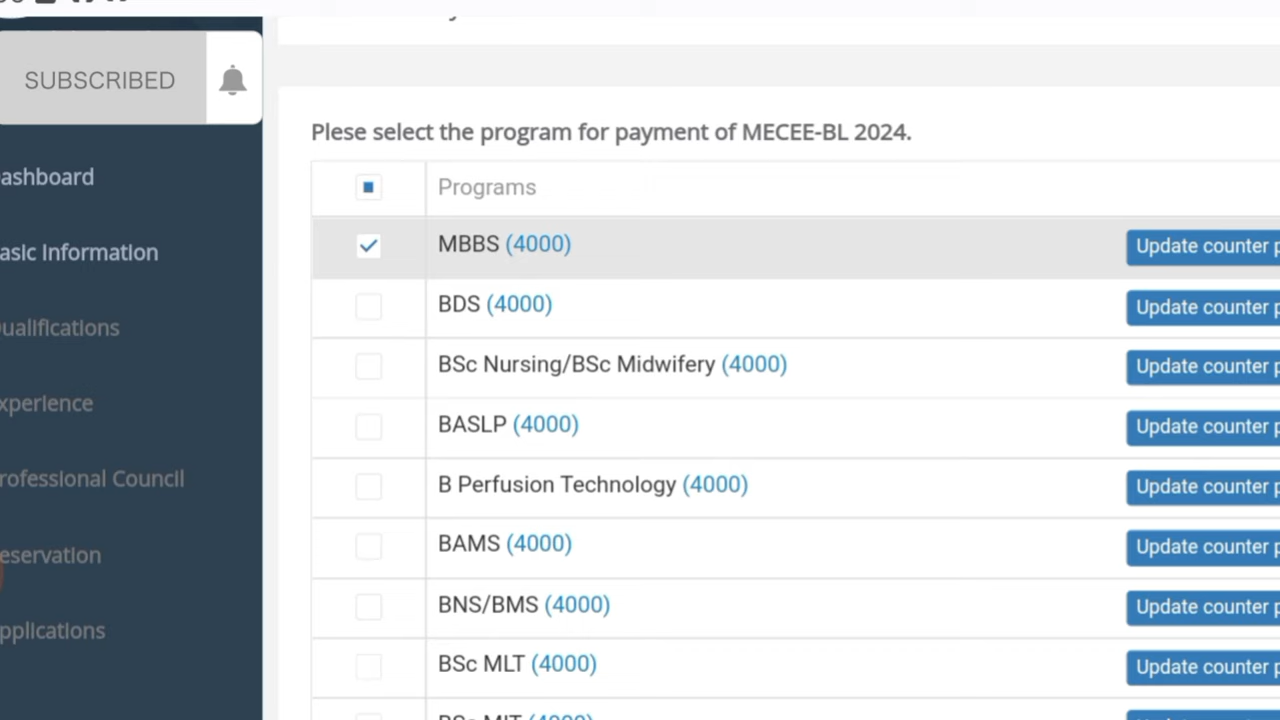 SUBSCRIBED
ashboard
asic Information
ualifications
xperience
rofessional Council
eservation
pplications
Plese select the program for payment of MECEE-BL 2024.
Programs
MBBS (4000) Update counter p
BDS (4000) Update counter p
BSc Nursing/BSc Midwifery (4000) Update counter p
BASLP (4000) Update counter p
B Perfusion Technology (4000) Update counter p
BAMS (4000) Update counter p
BNS/BMS (4000) Update counter p
BSc MLT (4000) Update counter p
BSc MIT (4000)